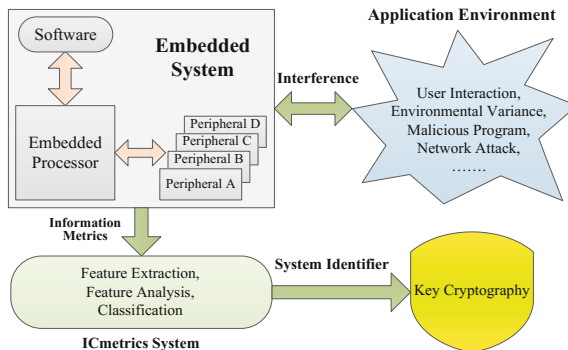 Application Environment
Software
Embedded
System
Interference
User Interaction,
Environmental Variance,
Malicious Program,
Network Attack,
.......
Embedded
Processor
Peripheral D
Peripheral C
Peripheral B
Peripheral A
Information
Metrics
Feature Extraction,
Feature Analysis,
Classification
System Identifier
Key Cryptography
ICmetrics System